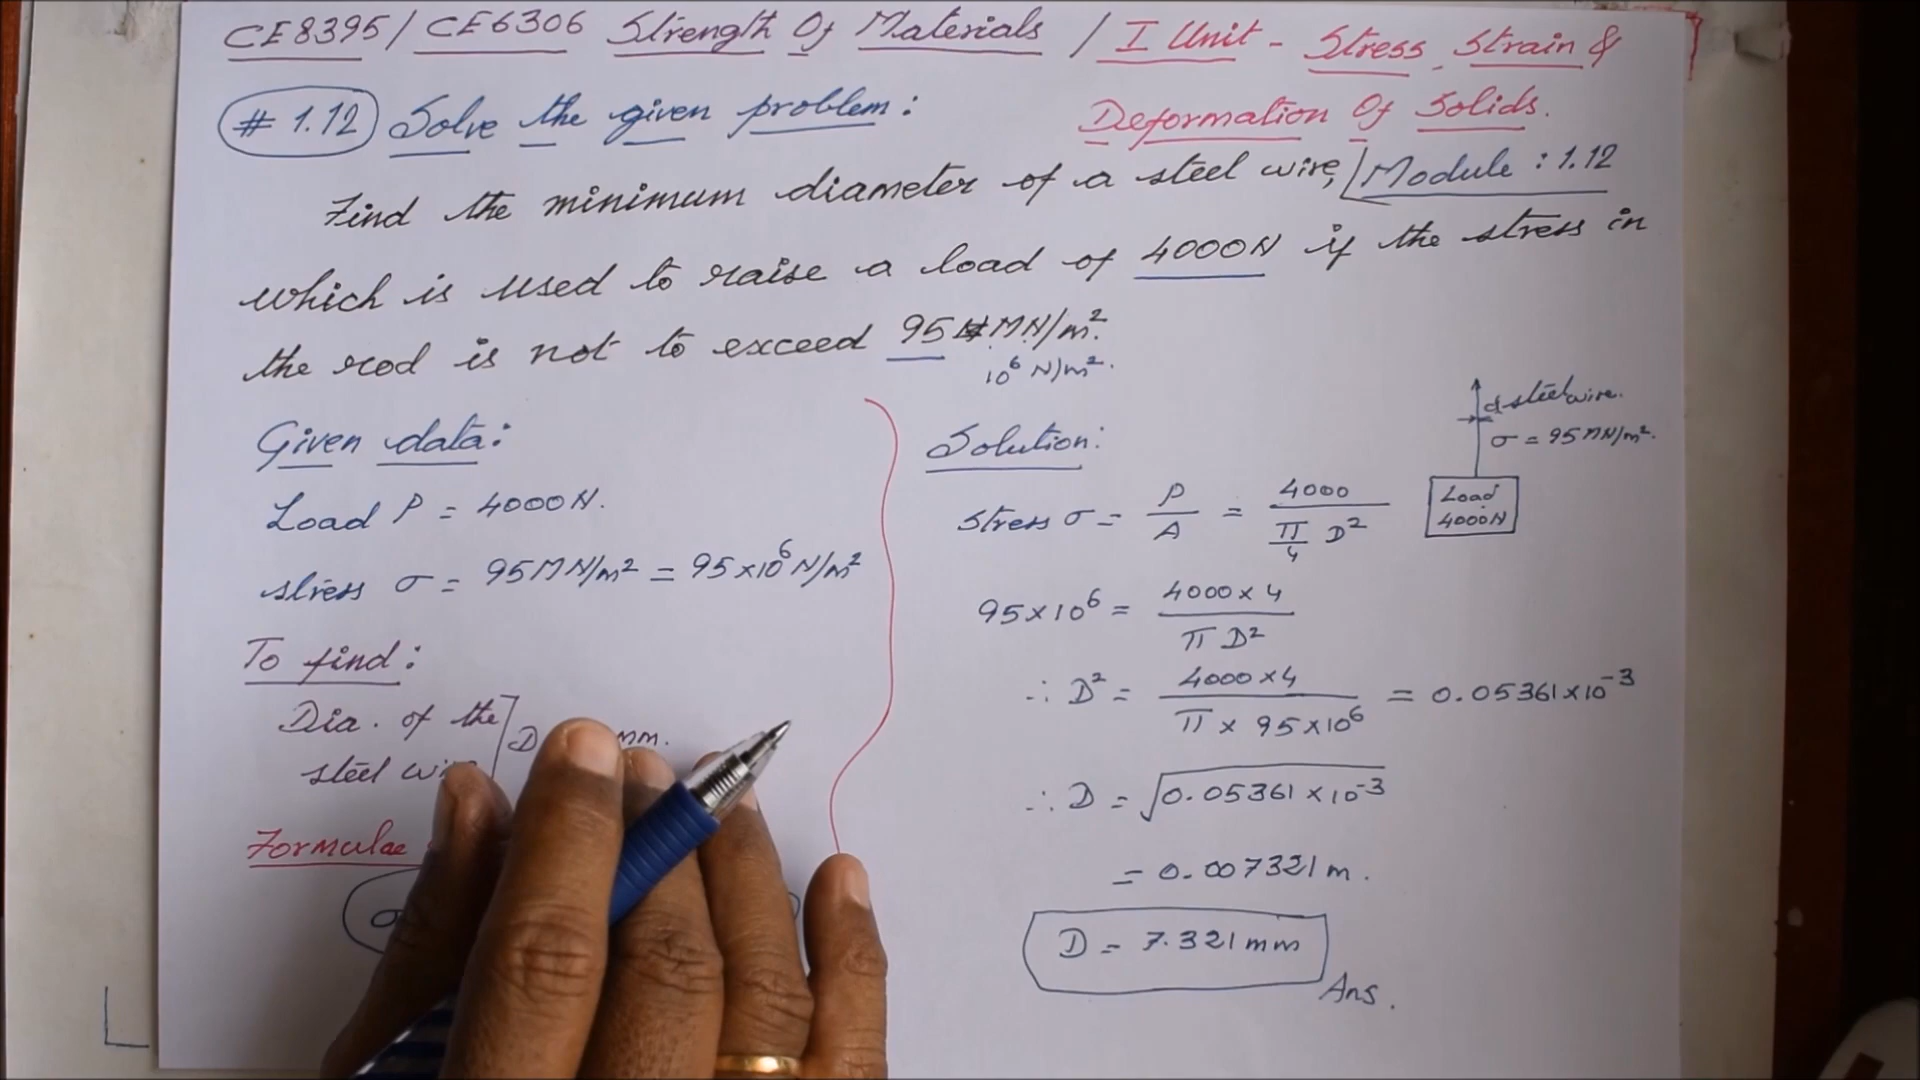 CE8395/ CE6306 Strength Of Materials / I Unit - Stress, Strain &
Deformation Of Solids.
# 1.12 Solve the given problem:
Module : 1.12
Find the minimum diameter of a steel wire,
which is used to raise a load of 4000N if the stress in
the rod is not to exceed 95 MN/m².
10⁶ N/m².
Given data:
Load P = 4000N.
stress σ = 95MN/m² = 95×10⁶ N/m²
To find:
Dia. of the
steel
D mm.
Formulae
σ
Solution:
d steel wire.
σ = 95MN/m².
Load
4000N
stress σ = P/A = 4000 / (π/4 D²)
95×10⁶ = 4000×4 / π D²
∴ D² = 4000×4 / π × 95×10⁶ = 0.05361×10⁻³
∴ D = √0.05361×10⁻³
= 0.007321m.
D = 7.321mm
Ans.